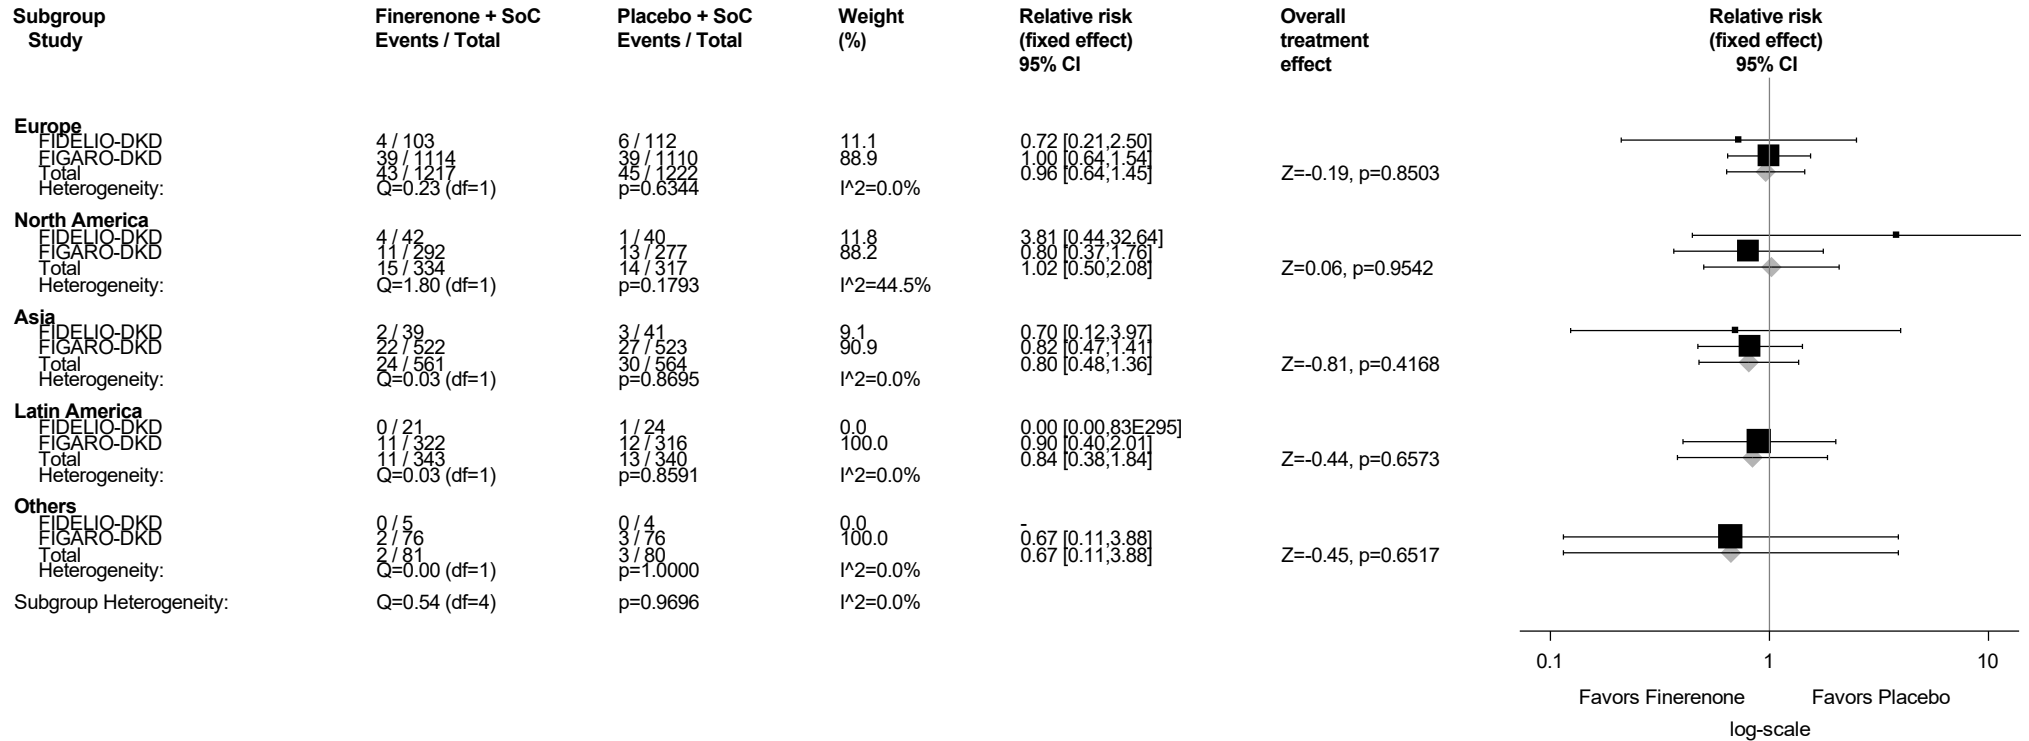 Subgroup Finerenone + SoC Placebo + SoC Weight Relative risk Overall Relative risk
Study Events / Total Events / Total (%) (fixed effect) treatment (fixed effect)
95% CI effect 95% CI
Europe
FIDELIO-DKD 4 / 103 6 / 112 11.1 0.72 [0.21,2.50]
FIGARO-DKD 39 / 1114 39 / 1110 88.9 1.00 [0.64,1.54]
Total 43 / 1217 45 / 1222 0.96 [0.64,1.45] Z=-0.19, p=0.8503
Heterogeneity: Q=0.23 (df=1) p=0.6344 I^2=0.0%
North America
FIDELIO-DKD 4 / 42 1 / 40 11.8 3.81 [0.44,32.64]
FIGARO-DKD 11 / 292 13 / 277 88.2 0.80 [0.37,1.76]
Total 15 / 334 14 / 317 1.02 [0.50,2.08] Z=0.06, p=0.9542
Heterogeneity: Q=1.80 (df=1) p=0.1793 I^2=44.5%
Asia
FIDELIO-DKD 2 / 39 3 / 41 9.1 0.70 [0.12,3.97]
FIGARO-DKD 22 / 522 27 / 523 90.9 0.82 [0.47,1.41]
Total 24 / 561 30 / 564 0.80 [0.48,1.36] Z=-0.81, p=0.4168
Heterogeneity: Q=0.03 (df=1) p=0.8695 I^2=0.0%
Latin America
FIDELIO-DKD 0 / 21 1 / 24 0.0 0.00 [0.00,83E295]
FIGARO-DKD 11 / 322 12 / 316 100.0 0.90 [0.40,2.01]
Total 11 / 343 13 / 340 0.84 [0.38,1.84] Z=-0.44, p=0.6573
Heterogeneity: Q=0.03 (df=1) p=0.8591 I^2=0.0%
Others
FIDELIO-DKD 0 / 5 0 / 4 0.0 -
FIGARO-DKD 2 / 76 3 / 76 100.0 0.67 [0.11,3.88]
Total 2 / 81 3 / 80 0.67 [0.11,3.88] Z=-0.45, p=0.6517
Heterogeneity: Q=0.00 (df=1) p=1.0000 I^2=0.0%
Subgroup Heterogeneity: Q=0.54 (df=4) p=0.9696 I^2=0.0%
0.1 1 10
Favors Finerenone Favors Placebo
log-scale